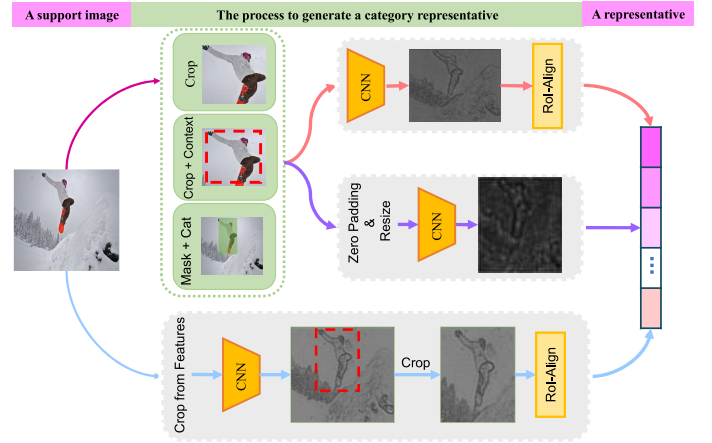 A support image
The process to generate a category representative
A representative
Crop
Crop + Context
Mask + Cat
CNN
RoI-Align
Zero Padding
&
Resize
CNN
...
Crop from Features
CNN
Crop
RoI-Align